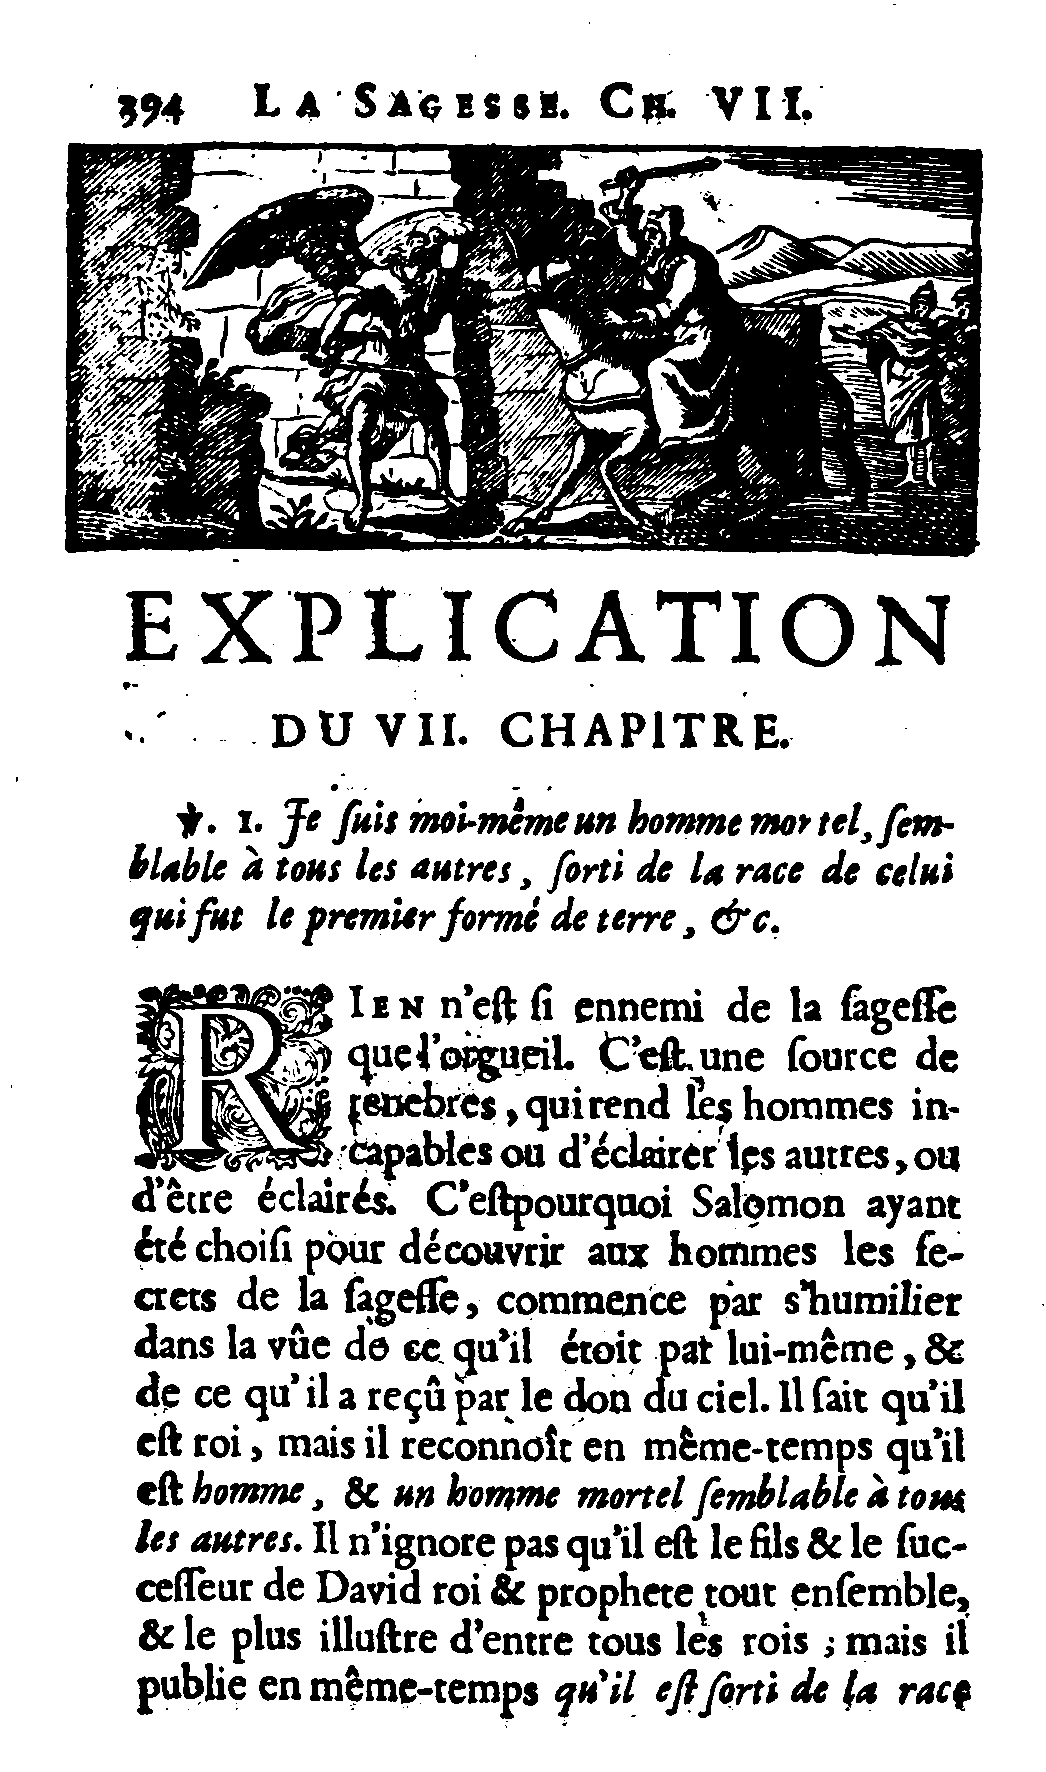 394 LA SAGESSE. CH. VII.
EXPLICATION
DU VII. CHAPITRE.
℣. 1. Je ſuis moi-même un homme mortel, ſem-
blable à tous les autres, ſorti de la race de celui
qui fut le premier formé de terre, &c.
RIEN n'eſt ſi ennemi de la ſageſſe
que l'orgueil. C'eſt une ſource de
tenebres, qui rend les hommes in-
capables ou d'éclairer les autres, ou
d'être éclairés. C'eſtpourquoi Salomon ayant
été choiſi pour découvrir aux hommes les ſe-
crets de la ſageſſe, commence par s'humilier
dans la vûe de ce qu'il étoit par lui-même, &
de ce qu'il a reçû par le don du ciel. Il ſait qu'il
eſt roi, mais il reconnoît en même-temps qu'il
eſt homme, & un homme mortel ſemblable à tous
les autres. Il n'ignore pas qu'il eſt le fils & le ſuc-
ceſſeur de David roi & prophete tout enſemble,
& le plus illuſtre d'entre tous les rois ; mais il
publie en même-temps qu'il eſt ſorti de la race